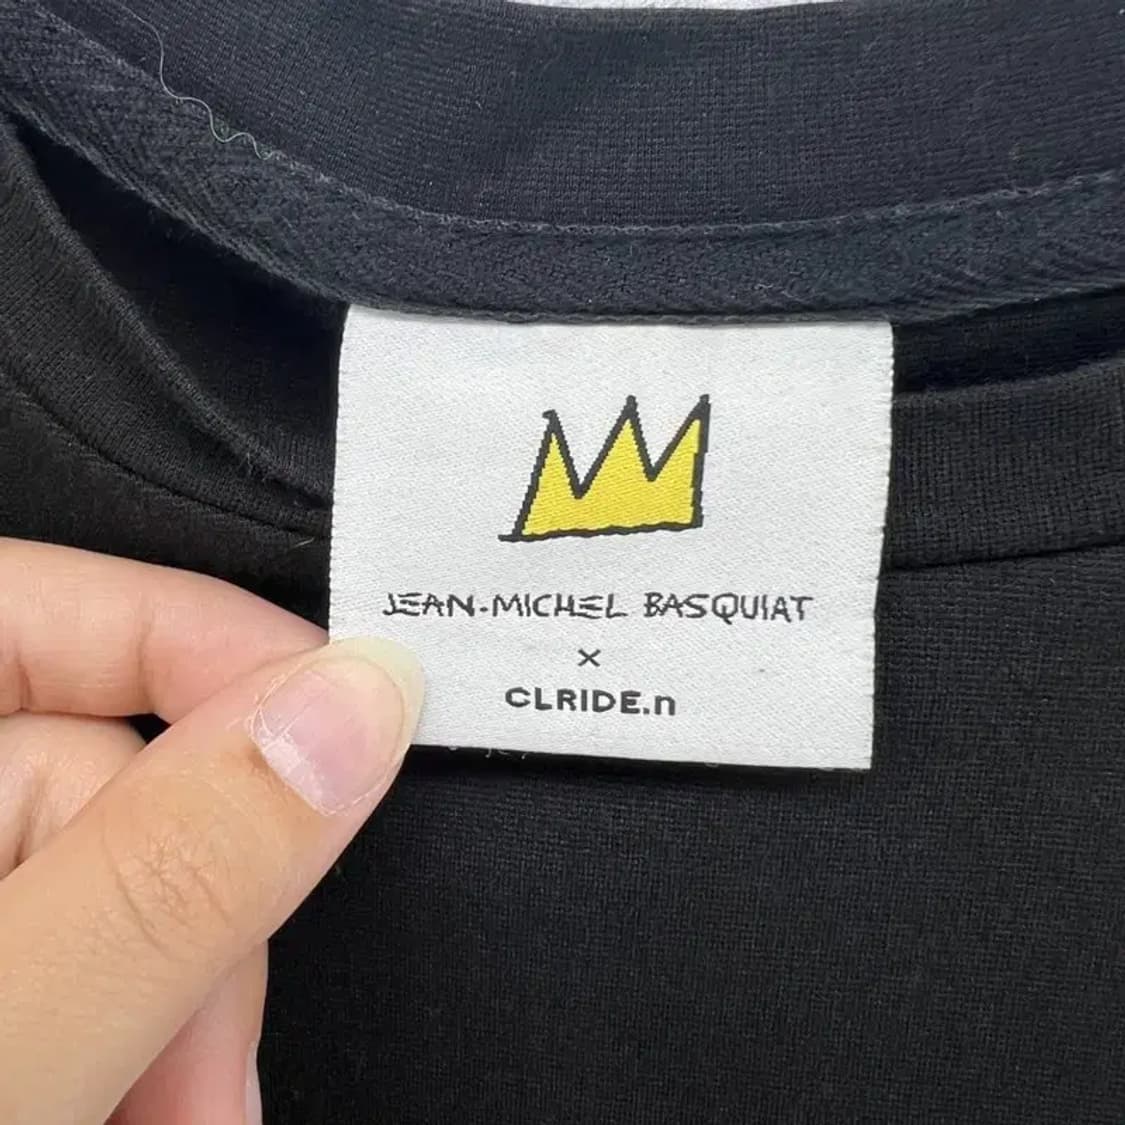 JEAN-MICHEL BASQUIAT
×
CLRIDE.n